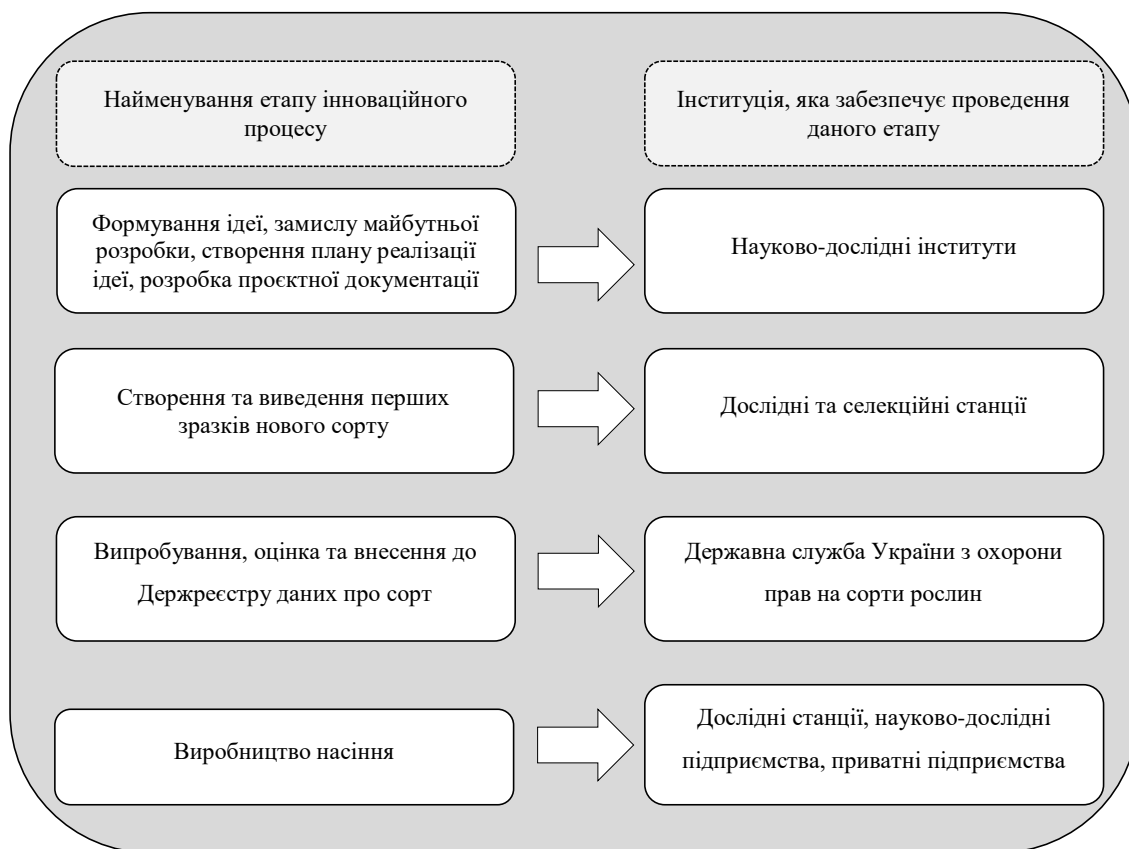 Найменування етапу інноваційного
процесу
Інституція, яка забезпечує проведення
даного етапу
Формування ідеї, замислу майбутньої
розробки, створення плану реалізації
ідеї, розробка проєктної документації
Науково-дослідні інститути
Створення та виведення перших
зразків нового сорту
Дослідні та селекційні станції
Випробування, оцінка та внесення до
Держреєстру даних про сорт
Державна служба України з охорони
прав на сорти рослин
Виробництво насіння
Дослідні станції, науково-дослідні
підприємства, приватні підприємства